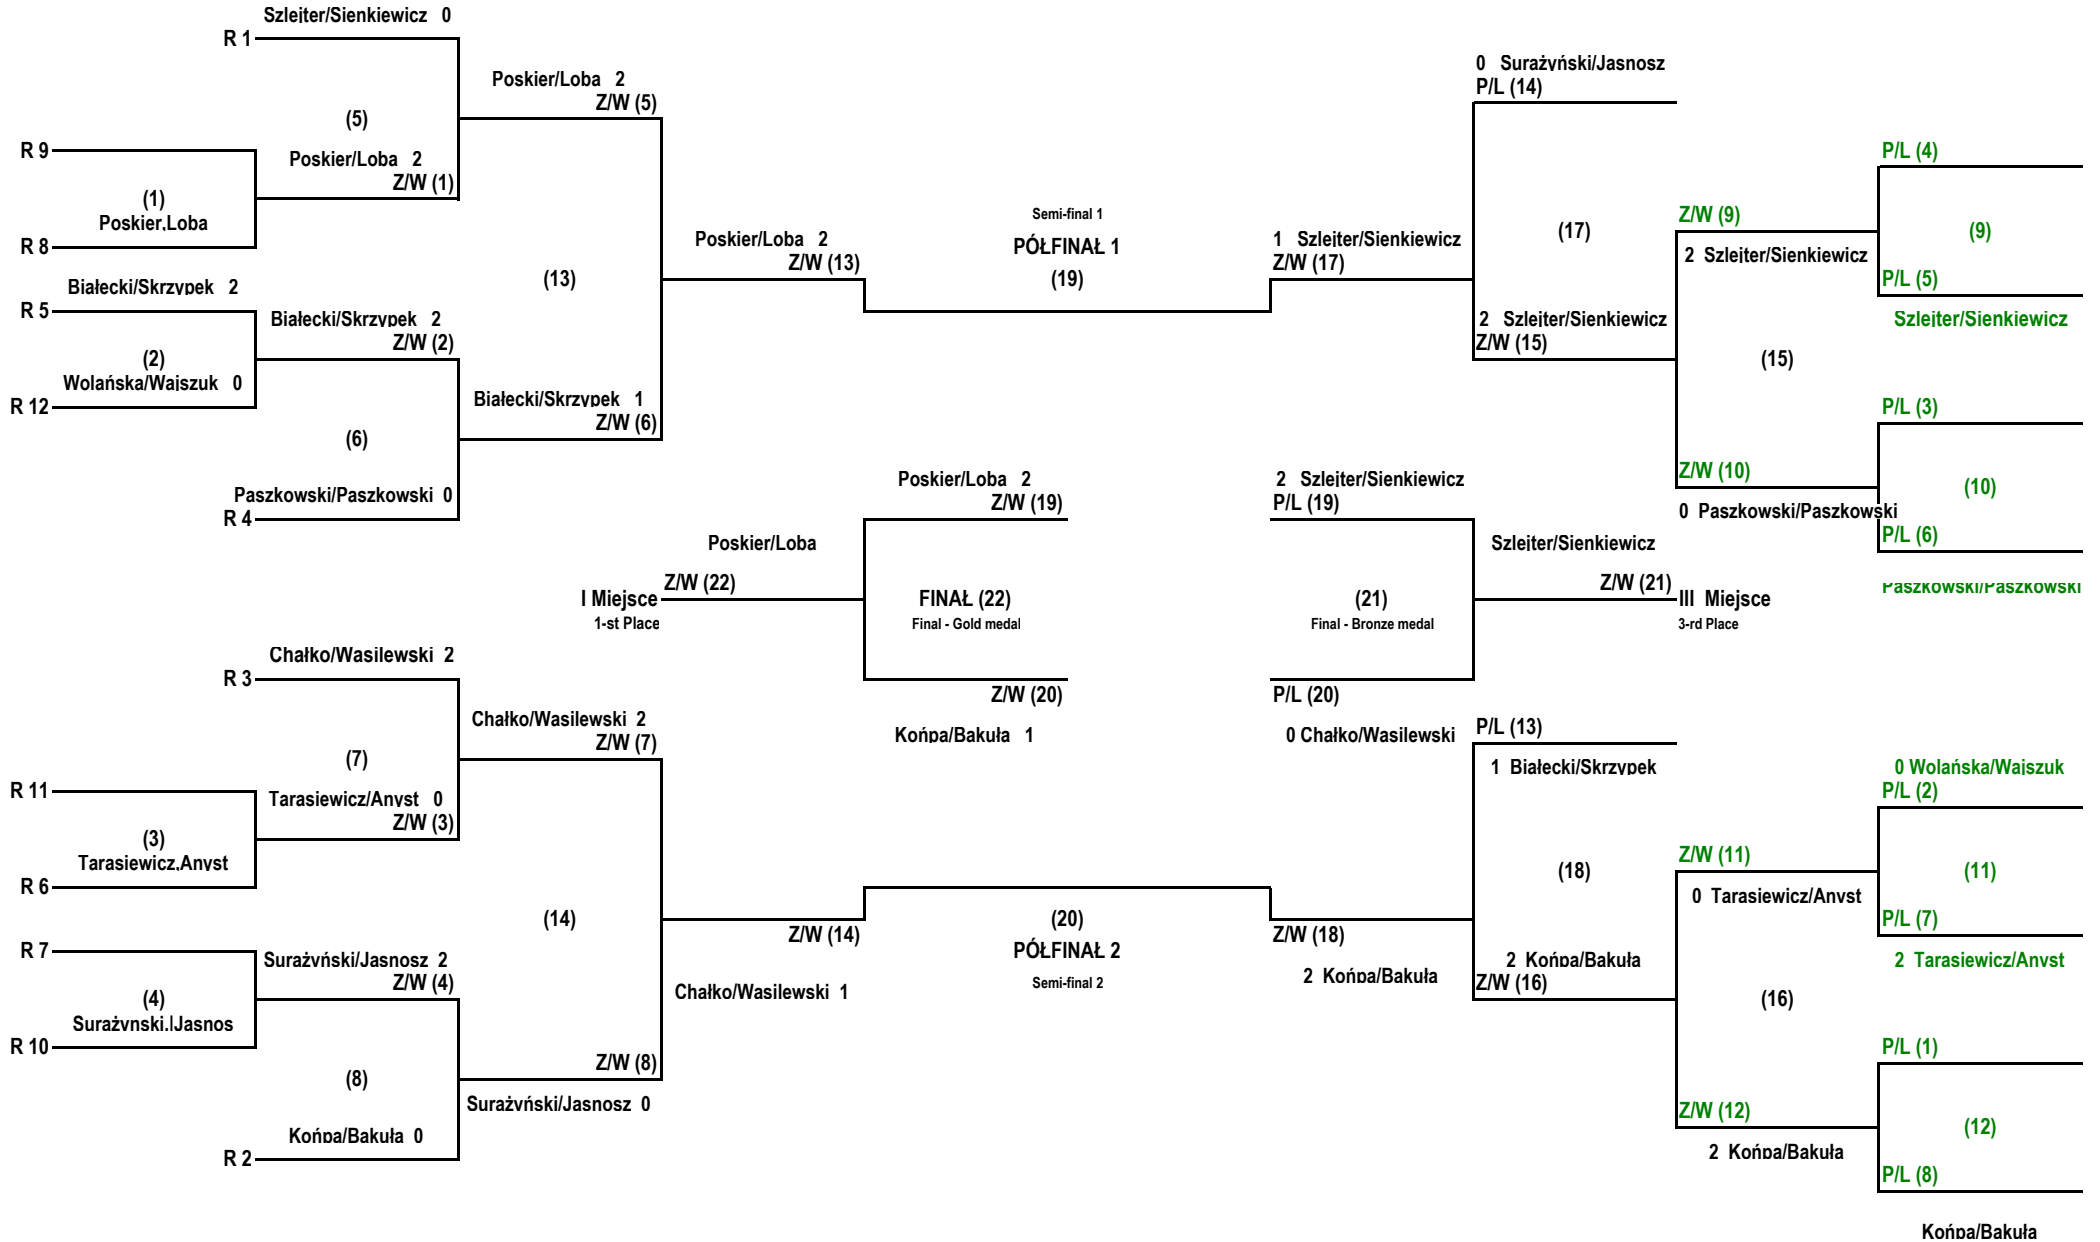 Szlejter/Sienkiewicz 0
R 1
Poskier/Loba 2
Z/W (5)
(5)
R 9
Poskier/Loba 2
Z/W (1)
(1)
Poskier,Loba
R 8
Poskier/Loba 2
Z/W (13)
(13)
Białecki/Skrzypek 2
R 5
Białecki/Skrzypek 2
Z/W (2)
(2)
Wolańska/Wajszuk 0
R 12
Białecki/Skrzypek 1
Z/W (6)
(6)
Paszkowski/Paszkowski 0
R 4
Semi-final 1
PÓŁFINAŁ 1
(19)
1 Szlejter/Sienkiewicz
Z/W (17)
0 Surażyński/Jasnosz
P/L (14)
(17)
2 Szlejter/Sienkiewicz
Z/W (15)
P/L (4)
Z/W (9)
(9)
2 Szlejter/Sienkiewicz
P/L (5)
Szlejter/Sienkiewicz
(15)
P/L (3)
Z/W (10)
(10)
0 Paszkowski/Paszkowski
P/L (6)
Paszkowski/Paszkowski
Poskier/Loba 2
Z/W (19)
2 Szlejter/Sienkiewicz
P/L (19)
Poskier/Loba
Z/W (22)
I Miejsce
1-st Place
FINAŁ (22)
Final - Gold medal
(21)
Final - Bronze medal
Szlejter/Sienkiewicz
Z/W (21)
III Miejsce
3-rd Place
Z/W (20)
Końpa/Bakuła 1
P/L (20)
0 Chałko/Wasilewski
Chałko/Wasilewski 2
R 3
Chałko/Wasilewski 2
Z/W (7)
(7)
R 11
Tarasiewicz/Anyst 0
Z/W (3)
(3)
Tarasiewicz,Anyst
R 6
(14)
Z/W (14)
Chałko/Wasilewski 1
R 7
Surażyński/Jasnosz 2
Z/W (4)
(4)
Surażynski,|Jasnos
R 10
Z/W (8)
Surażyński/Jasnosz 0
(8)
Końpa/Bakuła 0
R 2
(20)
PÓŁFINAŁ 2
Semi-final 2
Z/W (18)
2 Końpa/Bakuła
P/L (13)
1 Białecki/Skrzypek
(18)
2 Końpa/Bakuła
Z/W (16)
0 Wolańska/Wajszuk
P/L (2)
Z/W (11)
(11)
0 Tarasiewicz/Anyst
P/L (7)
2 Tarasiewicz/Anyst
(16)
P/L (1)
Z/W (12)
(12)
2 Końpa/Bakuła
P/L (8)
Końpa/Bakuła